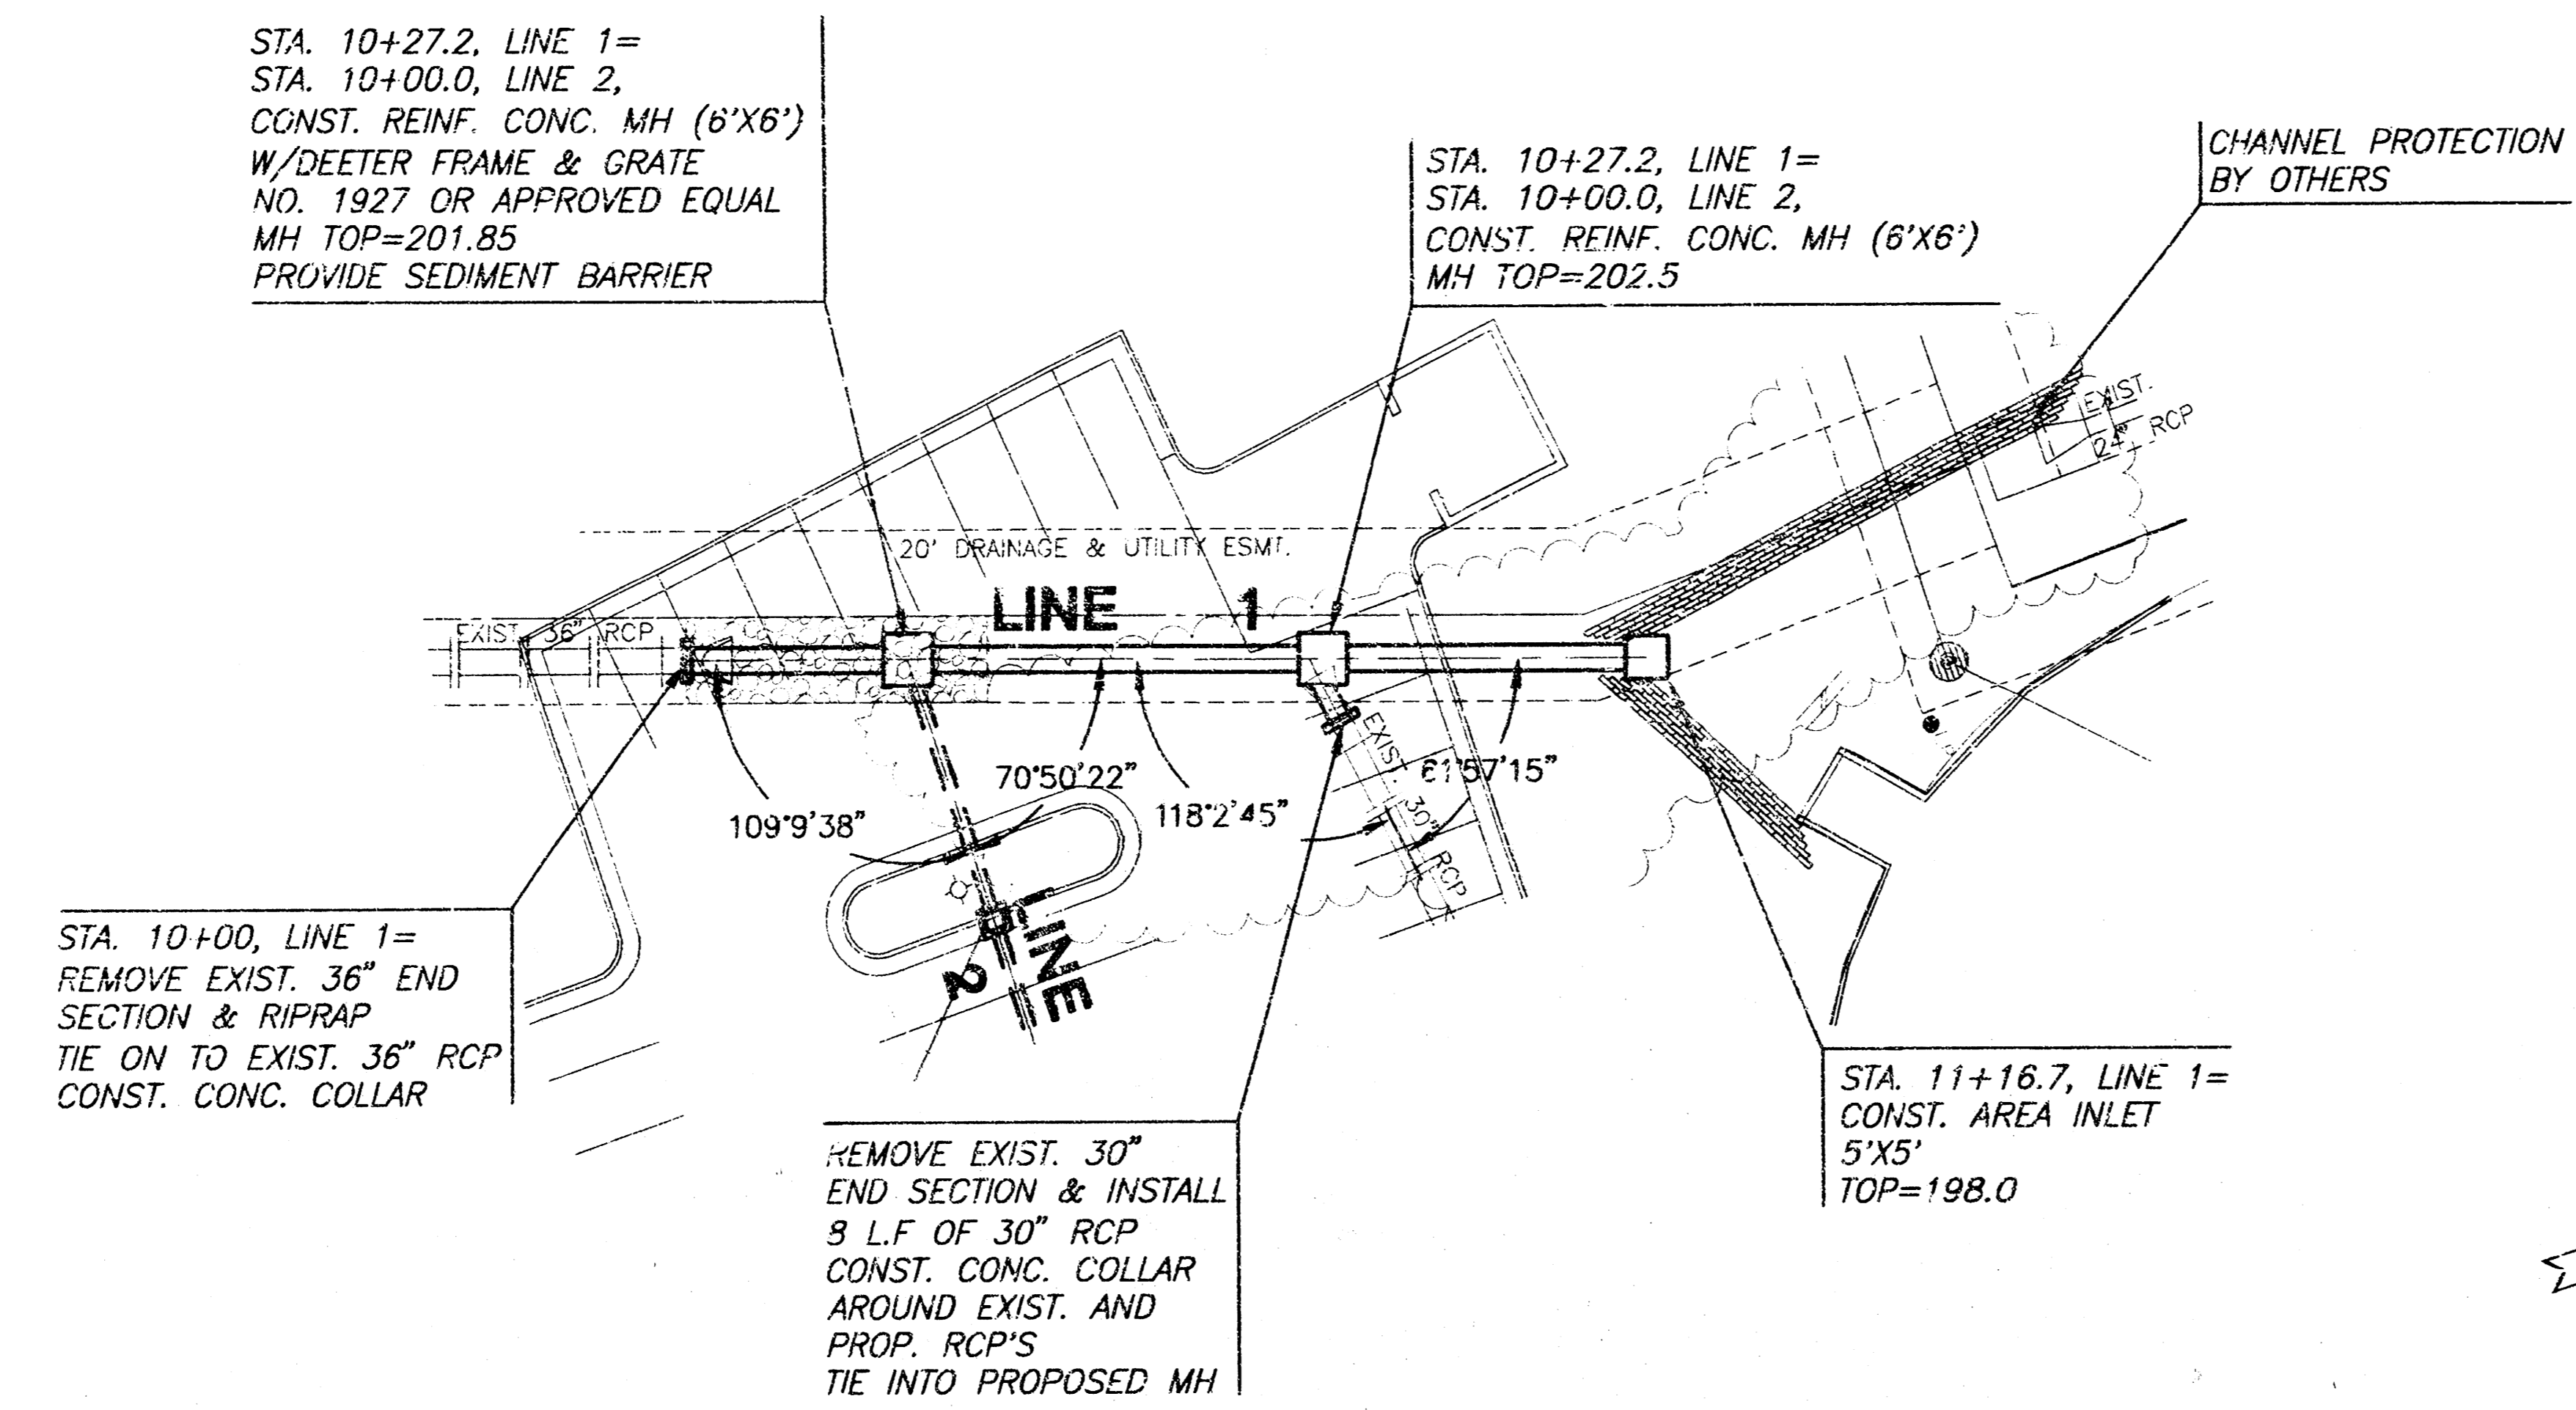 STA. 10+27.2, LINE 1=
STA. 10+00.0, LINE 2,
CONST. REINF. CONC. MH (6'X6')
W/DEETER FRAME & GRATE
NO. 1927 OR APPROVED EQUAL
MH TOP=201.85
PROVIDE SEDIMENT BARRIER
STA. 10+27.2, LINE 1=
STA. 10+00.0, LINE 2,
CONST. REINF. CONC. MH (6'X6')
MH TOP=202.5
CHANNEL PROTECTION
BY OTHERS
EXIST.
24" RCP
20' DRAINAGE & UTILITY ESMT.
LINE 1
EXIST. 36" RCP
EXIST. 30" RCP
70°50'22"
61°57'15"
109°9'38"
118°2'45"
LINE
2
STA. 10+00, LINE 1=
REMOVE EXIST. 36" END
SECTION & RIPRAP
TIE ON TO EXIST. 36" RCP
CONST. CONC. COLLAR
REMOVE EXIST. 30"
END SECTION & INSTALL
8 L.F OF 30" RCP
CONST. CONC. COLLAR
AROUND EXIST. AND
PROP. RCP'S
TIE INTO PROPOSED MH
STA. 11+16.7, LINE 1=
CONST. AREA INLET
5'X5'
TOP=198.0